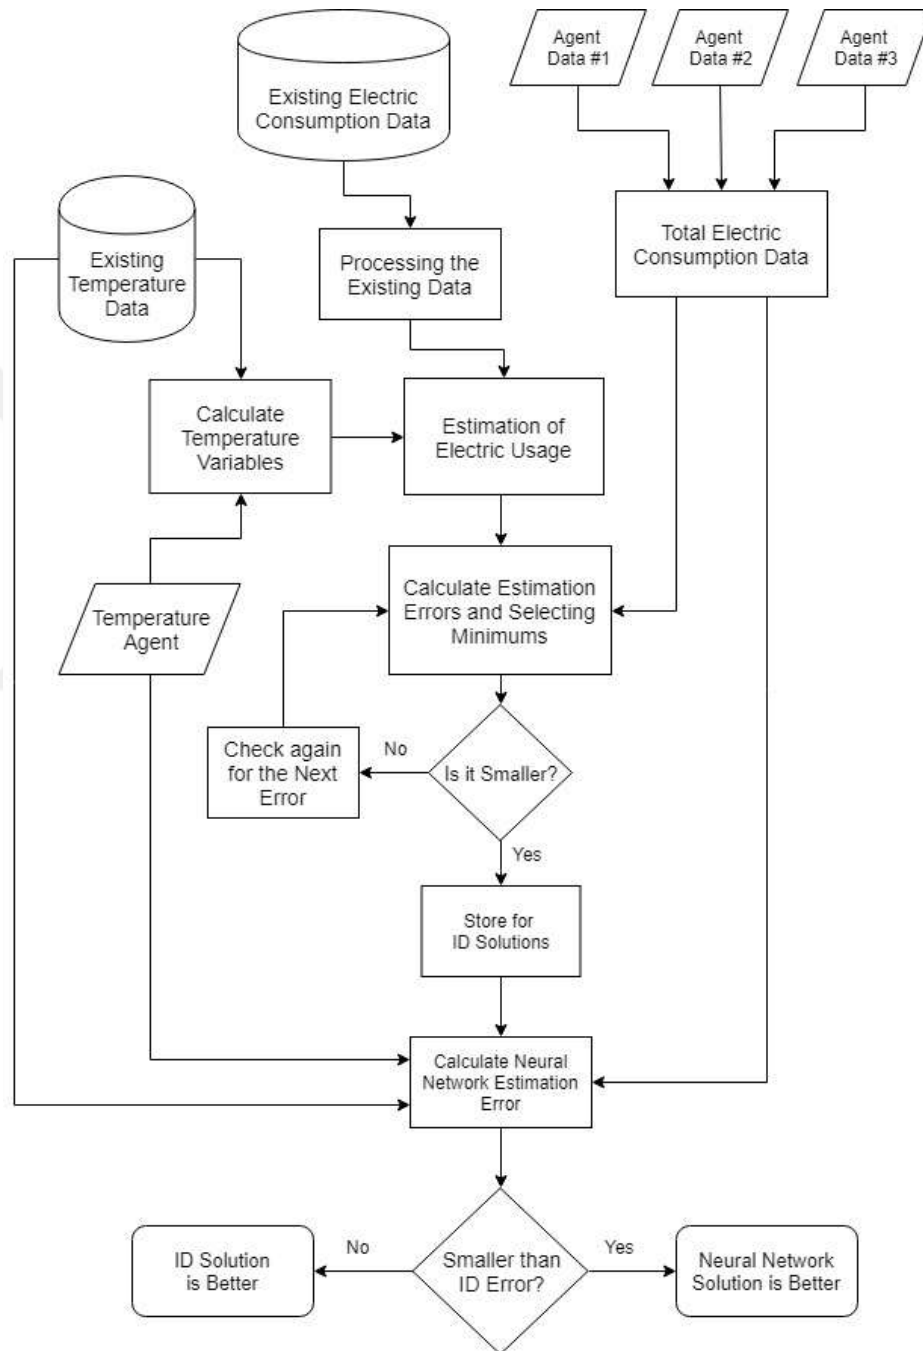 Agent
Data #1
Agent
Data #2
Agent
Data #3
Existing Electric
Consumption Data
Total Electric
Consumption Data
Existing
Temperature
Data
Processing the
Existing Data
Calculate
Temperature
Variables
Estimation of
Electric Usage
Calculate Estimation
Errors and Selecting
Minimums
Temperature
Agent
Check again
for the Next
Error
No
Is it Smaller?
Yes
Store for
ID Solutions
Calculate Neural
Network Estimation
Error
ID Solution
is Better
No
Smaller than
ID Error?
Yes
Neural Network
Solution is Better